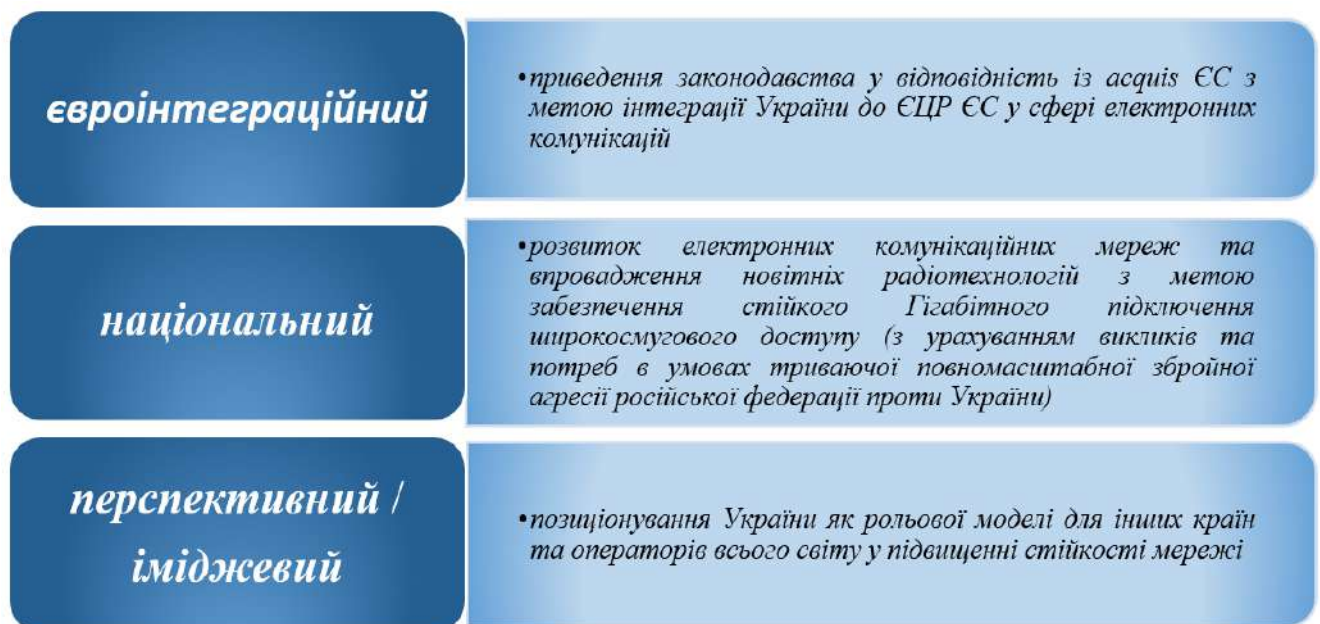 євроінтеграційний
•приведення законодавства у відповідність із acquis ЄС з
метою інтеграції України до ЄЦР ЄС у сфері електронних
комунікацій
національний
•розвиток електронних комунікаційних мереж та
впровадження новітніх радіотехнологій з метою
забезпечення стійкого Гігабітного підключення
широкосмугового доступу (з урахуванням викликів та
потреб в умовах триваючої повномасштабної збройної
агресії російської федерації проти України)
перспективний /
іміджевий
•позиціонування України як рольової моделі для інших країн
та операторів всього світу у підвищенні стійкості мережі